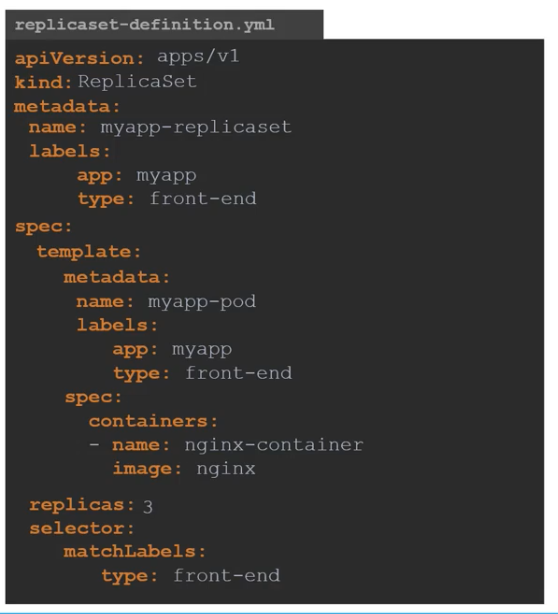 replicaset-definition.yml
apiVersion: apps/v1
kind: ReplicaSet
metadata:
name: myapp-replicaset
labels:
app: myapp
type: front-end
spec:
template:
metadata:
name: myapp-pod
labels:
app: myapp
type: front-end
spec:
containers:
- name: nginx-container
image: nginx
replicas: 3
selector:
matchLabels:
type: front-end